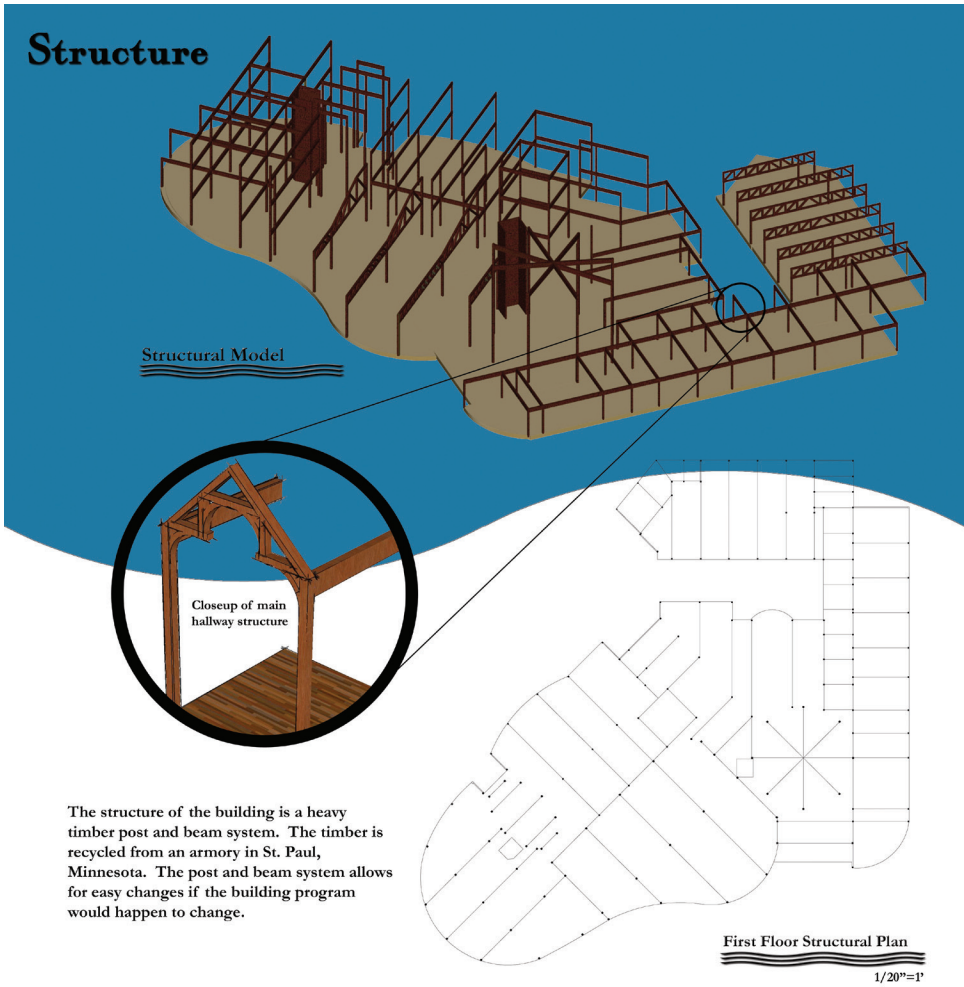 Structure
Structural Model
Closeup of main
hallway structure
The structure of the building is a heavy
timber post and beam system.  The timber is
recycled from an armory in St. Paul,
Minnesota.  The post and beam system allows
for easy changes if the building program
would happen to change.
First Floor Structural Plan
1/20”=1’